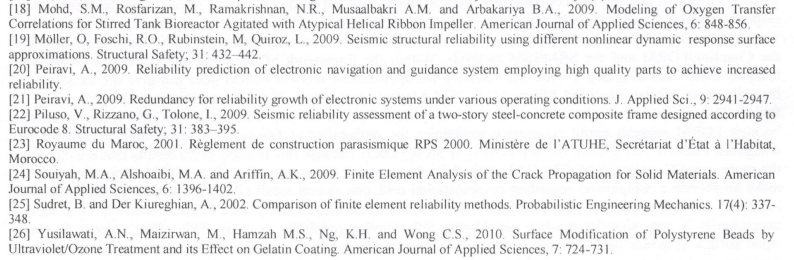 [18] Mohd, S.M., Rosfarizan, M., Ramakrishnan, N.R., Musaalbakri A.M. and Arbakariya B.A., 2009. Modeling of Oxygen Transfer
Correlations for Stirred Tank Bioreactor Agitated with Atypical Helical Ribbon Impeller. American Journal of Applied Sciences, 6: 848-856.
[19] Möller, O, Foschi, R.O., Rubinstein, M, Quiroz, L., 2009. Seismic structural reliability using different nonlinear dynamic response surface
approximations. Structural Safety; 31: 432–442.
[20] Peiravi, A., 2009. Reliability prediction of electronic navigation and guidance system employing high quality parts to achieve increased
reliability.
[21] Peiravi, A., 2009. Redundancy for reliability growth of electronic systems under various operating conditions. J. Applied Sci., 9: 2941-2947.
[22] Piluso, V., Rizzano, G., Tolone, I., 2009. Seismic reliability assessment of a two-story steel-concrete composite frame designed according to
Eurocode 8. Structural Safety; 31: 383–395.
[23] Royaume du Maroc, 2001. Règlement de construction parasismique RPS 2000. Ministère de l'ATUHE, Secrétariat d'État à l'Habitat,
Morocco.
[24] Souiyah, M.A., Alshoaibi, M.A. and Ariffin, A.K., 2009. Finite Element Analysis of the Crack Propagation for Solid Materials. American
Journal of Applied Sciences, 6: 1396-1402.
[25] Sudret, B. and Der Kiureghian, A., 2002. Comparison of finite element reliability methods. Probabilistic Engineering Mechanics. 17(4): 337-
348.
[26] Yusilawati, A.N., Maizirwan, M., Hamzah M.S., Ng, K.H. and Wong C.S., 2010. Surface Modification of Polystyrene Beads by
Ultraviolet/Ozone Treatment and its Effect on Gelatin Coating. American Journal of Applied Sciences, 7: 724-731.